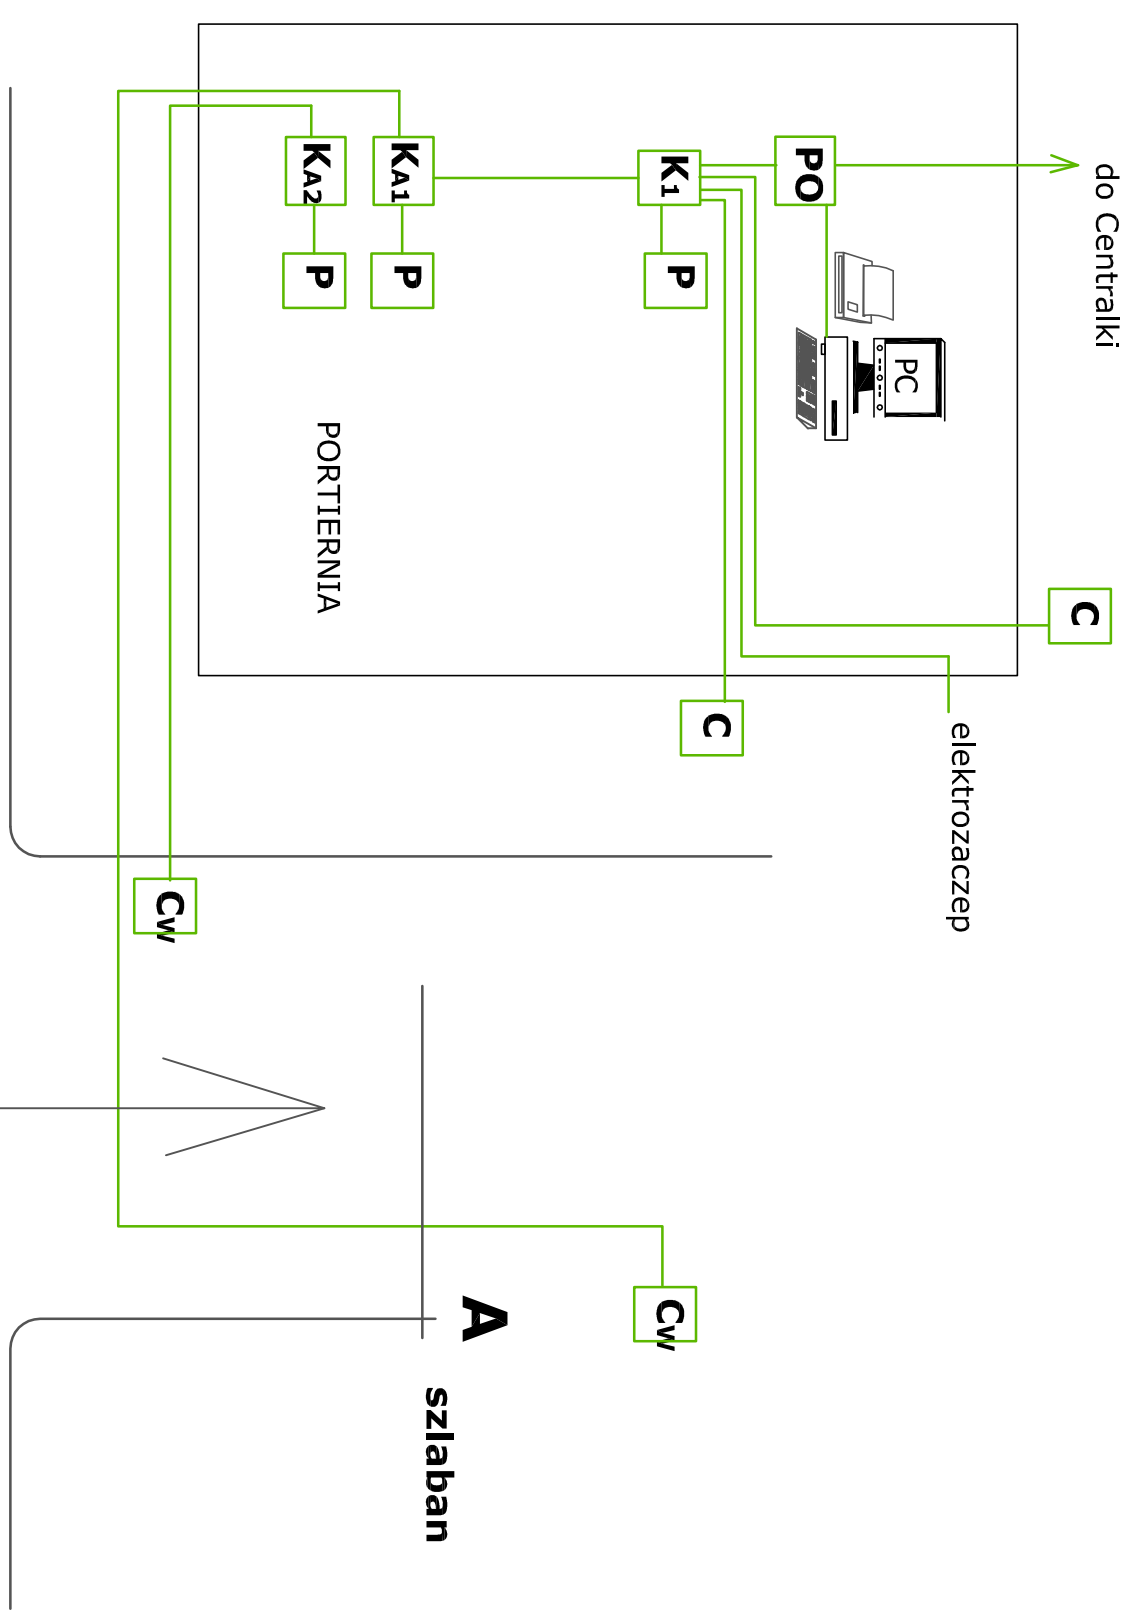 do Centralki
PO
PC
K1
P
KA1
P
KA2
P
PORTIERNIA
C
C
elektrozaczep
Cw
Cw
A
szlaban